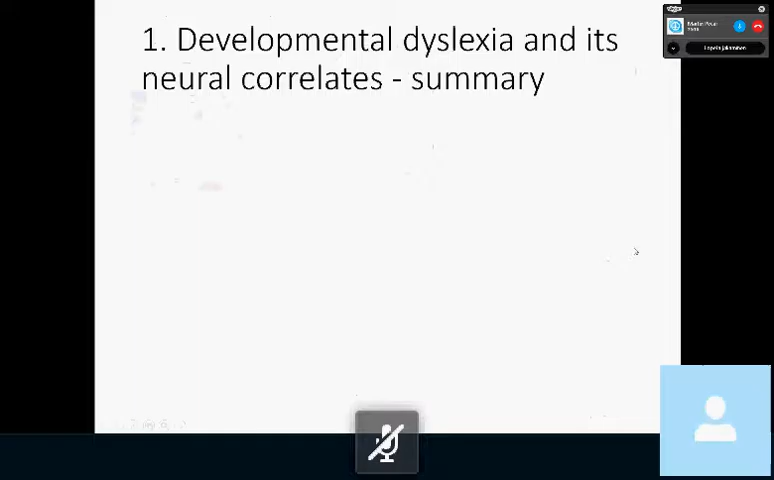 1. Developmental dyslexia and its
neural correlates - summary